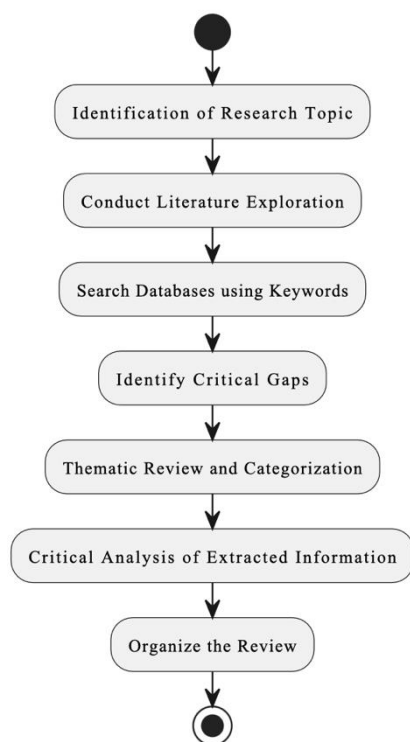 Identification of Research Topic
Conduct Literature Exploration
Search Databases using Keywords
Identify Critical Gaps
Thematic Review and Categorization
Critical Analysis of Extracted Information
Organize the Review